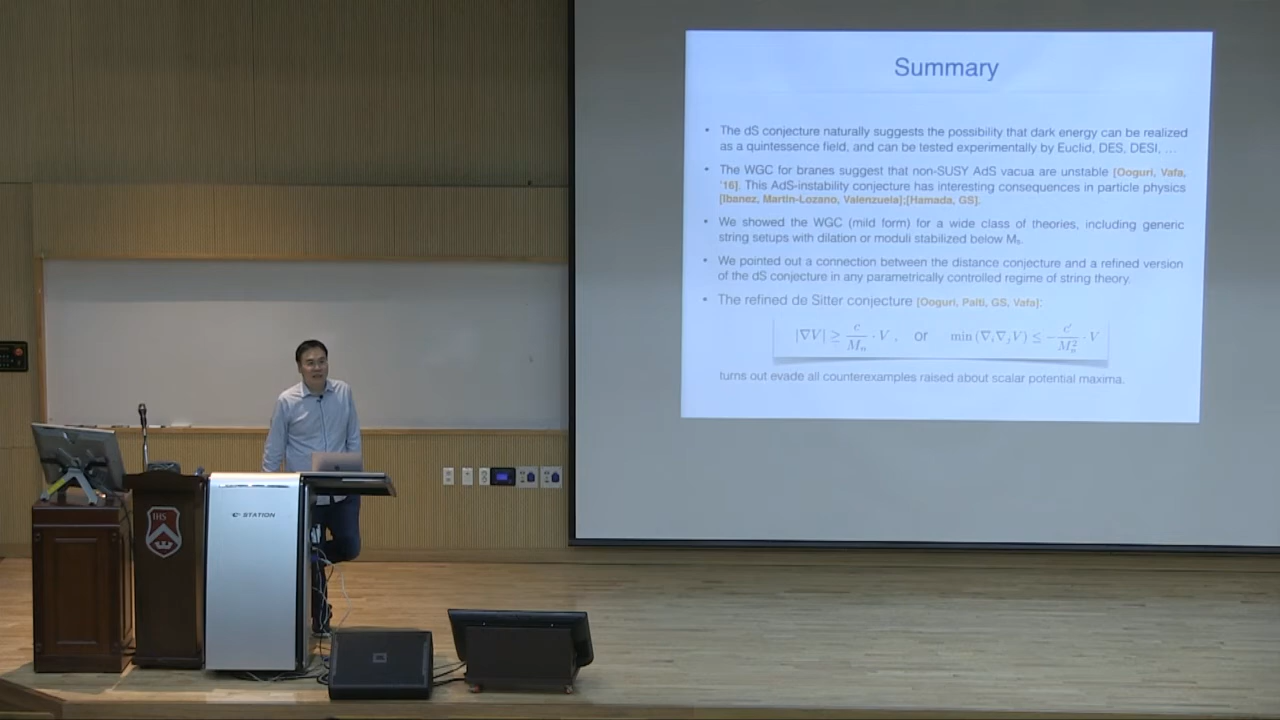 Summary
• The dS conjecture naturally suggests the possibility that dark energy can be realized
as a quintessence field, and can be tested experimentally by Euclid, DES, DESI, …
• The WGC for branes suggest that non-SUSY AdS vacua are unstable [Ooguri, Vafa,
'16]. This AdS-instability conjecture has interesting consequences in particle physics
[Ibanez, Martin-Lozano, Valenzuela];[Hamada, GS].
• We showed the WGC (mild form) for a wide class of theories, including generic
string setups with dilation or moduli stabilized below Mₛ.
• We pointed out a connection between the distance conjecture and a refined version
of the dS conjecture in any parametrically controlled regime of string theory.
• The refined de Sitter conjecture [Ooguri, Palti, GS, Vafa]:
|∇V| ≥ c/Mₚ · V , or min (∇ᵢ∇ⱼV) ≤ −c′/Mₚ² · V
turns out evade all counterexamples raised about scalar potential maxima.
IHS
STATION
JBL